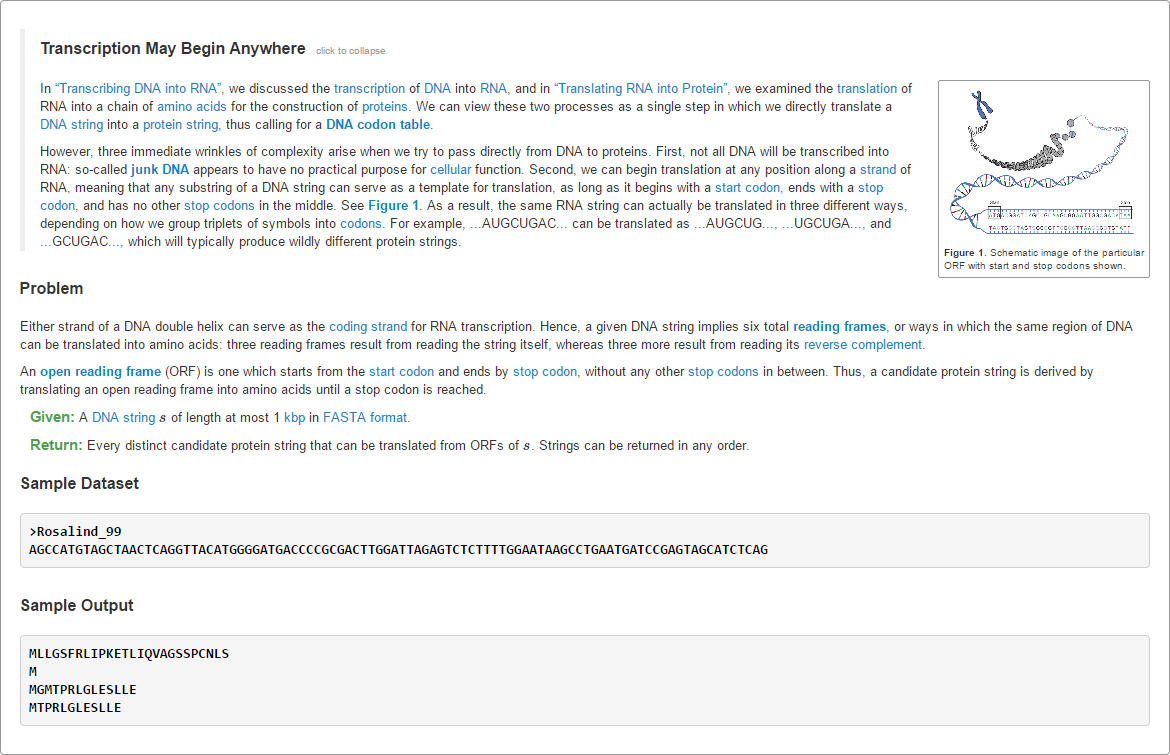 Transcription May Begin Anywhere click to collapse
In “Transcribing DNA into RNA”, we discussed the transcription of DNA into RNA, and in “Translating RNA into Protein”, we examined the translation of
RNA into a chain of amino acids for the construction of proteins. We can view these two processes as a single step in which we directly translate a
DNA string into a protein string, thus calling for a DNA codon table.
However, three immediate wrinkles of complexity arise when we try to pass directly from DNA to proteins. First, not all DNA will be transcribed into
RNA: so-called junk DNA appears to have no practical purpose for cellular function. Second, we can begin translation at any position along a strand of
RNA, meaning that any substring of a DNA string can serve as a template for translation, as long as it begins with a start codon, ends with a stop
codon, and has no other stop codons in the middle. See Figure 1. As a result, the same RNA string can actually be translated in three different ways,
depending on how we group triplets of symbols into codons. For example, ...AUGCUGAC... can be translated as ...AUGCUG..., ...UGCUGA..., and
...GCUGAC..., which will typically produce wildly different protein strings.
Figure 1. Schematic image of the particular
ORF with start and stop codons shown.
Problem
Either strand of a DNA double helix can serve as the coding strand for RNA transcription. Hence, a given DNA string implies six total reading frames, or ways in which the same region of DNA
can be translated into amino acids: three reading frames result from reading the string itself, whereas three more result from reading its reverse complement.
An open reading frame (ORF) is one which starts from the start codon and ends by stop codon, without any other stop codons in between. Thus, a candidate protein string is derived by
translating an open reading frame into amino acids until a stop codon is reached.
Given: A DNA string s of length at most 1 kbp in FASTA format.
Return: Every distinct candidate protein string that can be translated from ORFs of s. Strings can be returned in any order.
Sample Dataset
>Rosalind_99
AGCCATGTAGCTAACTCAGGTTACATGGGGATGACCCCGCGACTTGGATTAGAGTCTCTTTTGGAATAAGCCTGAATGATCCGAGTAGCATCTCAG
Sample Output
MLLGSFRLIPKETLIQVAGSSPCNLS
M
MGMTPRLGLESLLE
MTPRLGLESLLE